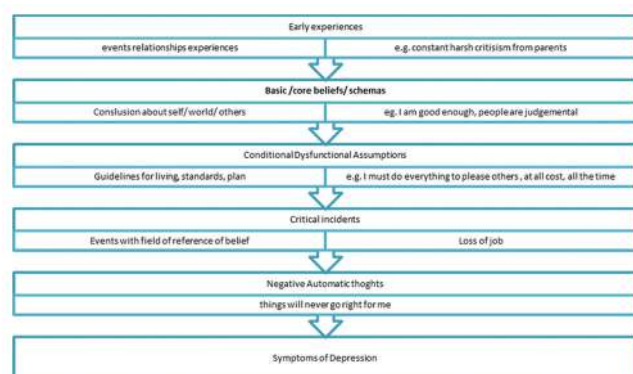 Early experiences
events relationships experiences
e.g. constant harsh critisism from parents
Basic /core beliefs/ schemas
Conslusion about self/ world/ others
eg. I am good enough, people are judgemental
Conditional Dysfunctional Assumptions
Guidelines for living, standards, plan
e.g. I must do everything to please others , at all cost, all the time
Critical incidents
Events with field of reference of belief
Loss of job
Negative Automatic thoghts
things will never go right for me
Symptoms of Depression